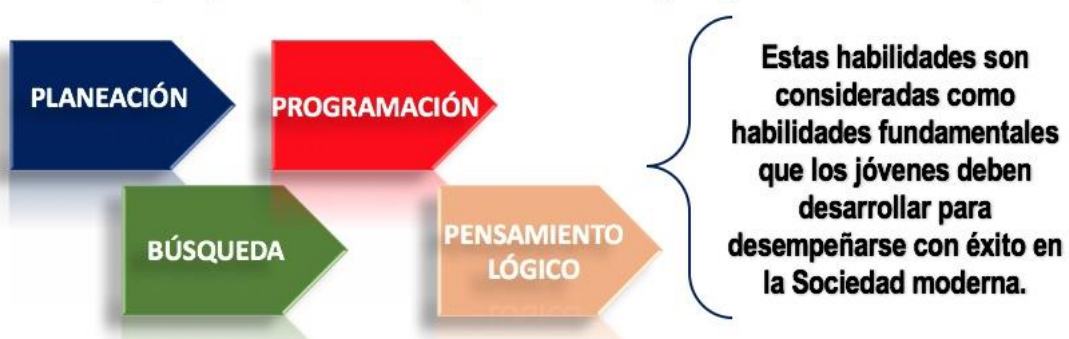 PLANEACIÓN
PROGRAMACIÓN
BÚSQUEDA
PENSAMIENTO
LÓGICO
Estas habilidades son
consideradas como
habilidades fundamentales
que los jóvenes deben
desarrollar para
desempeñarse con éxito en
la Sociedad moderna.